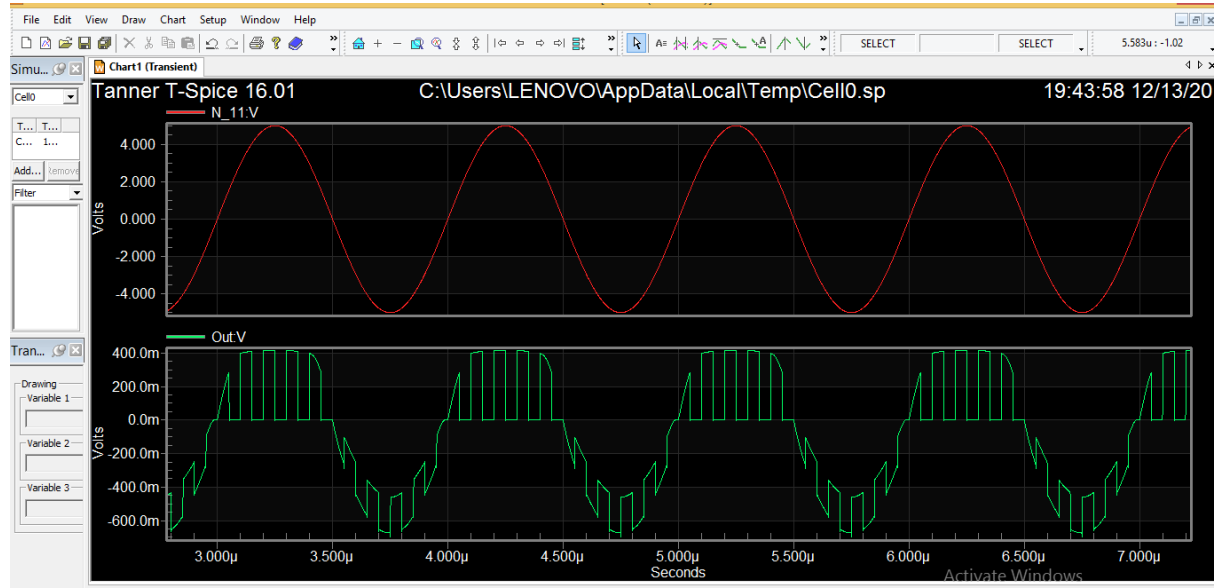 File Edit View Draw Chart Setup Window Help
SELECT SELECT 5.583u : -1.02
Simu...
Chart1 (Transient)
Cell0
Tanner T-Spice 16.01 C:\Users\LENOVO\AppData\Local\Temp\Cell0.sp 19:43:58 12/13/20
N_11:V
T... T...
C... 1...
Add... Remove
Filter
4.000
2.000
0.000
-2.000
-4.000
Volts
Out:V
Tran...
400.0m
200.0m
0.0m
-200.0m
-400.0m
-600.0m
Volts
Drawing
Variable 1
Variable 2
Variable 3
3.000µ 3.500µ 4.000µ 4.500µ 5.000µ 5.500µ 6.000µ 6.500µ 7.000µ
Seconds
Activate Windows